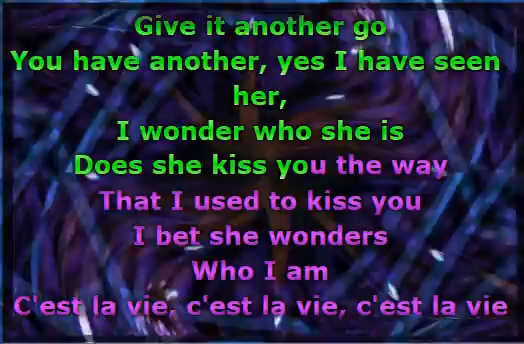 Give it another go
You have another, yes I have seen
her,
I wonder who she is
Does she kiss you the way
That I used to kiss you
I bet she wonders
Who I am
C'est la vie, c'est la vie, c'est la vie